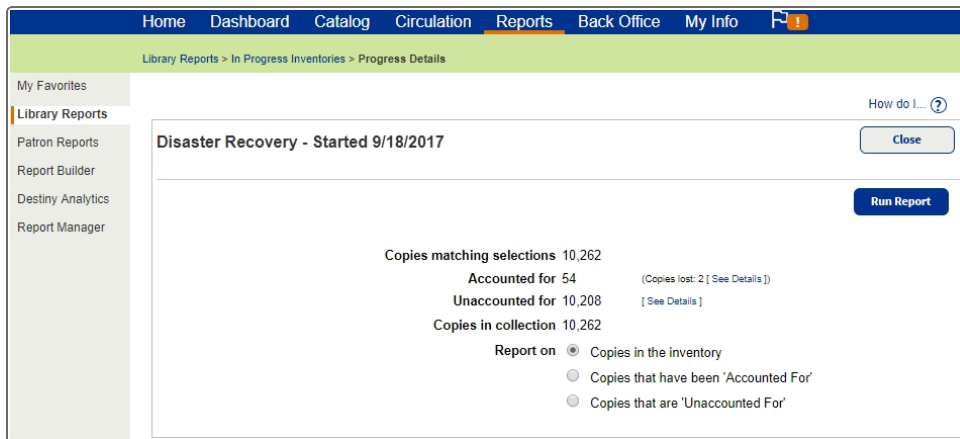 Home Dashboard Catalog Circulation Reports Back Office My Info !
Library Reports > In Progress Inventories > Progress Details
My Favorites
Library Reports
Patron Reports
Report Builder
Destiny Analytics
Report Manager
How do I... ?
Disaster Recovery - Started 9/18/2017
Close
Run Report
Copies matching selections 10,262
Accounted for 54 (Copies lost: 2 [ See Details ])
Unaccounted for 10,208 [ See Details ]
Copies in collection 10,262
Report on Copies in the inventory
Copies that have been 'Accounted For'
Copies that are 'Unaccounted For'